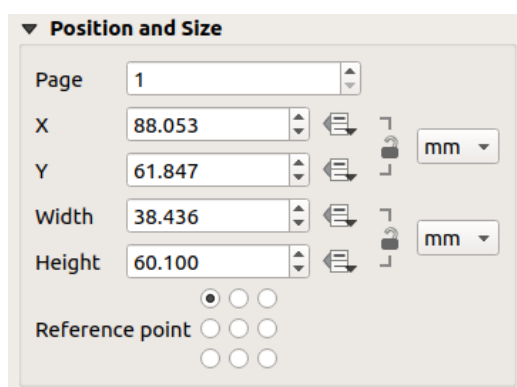 Position and Size
Page 1
X 88.053
mm
Y 61.847
Width 38.436
mm
Height 60.100
Reference point